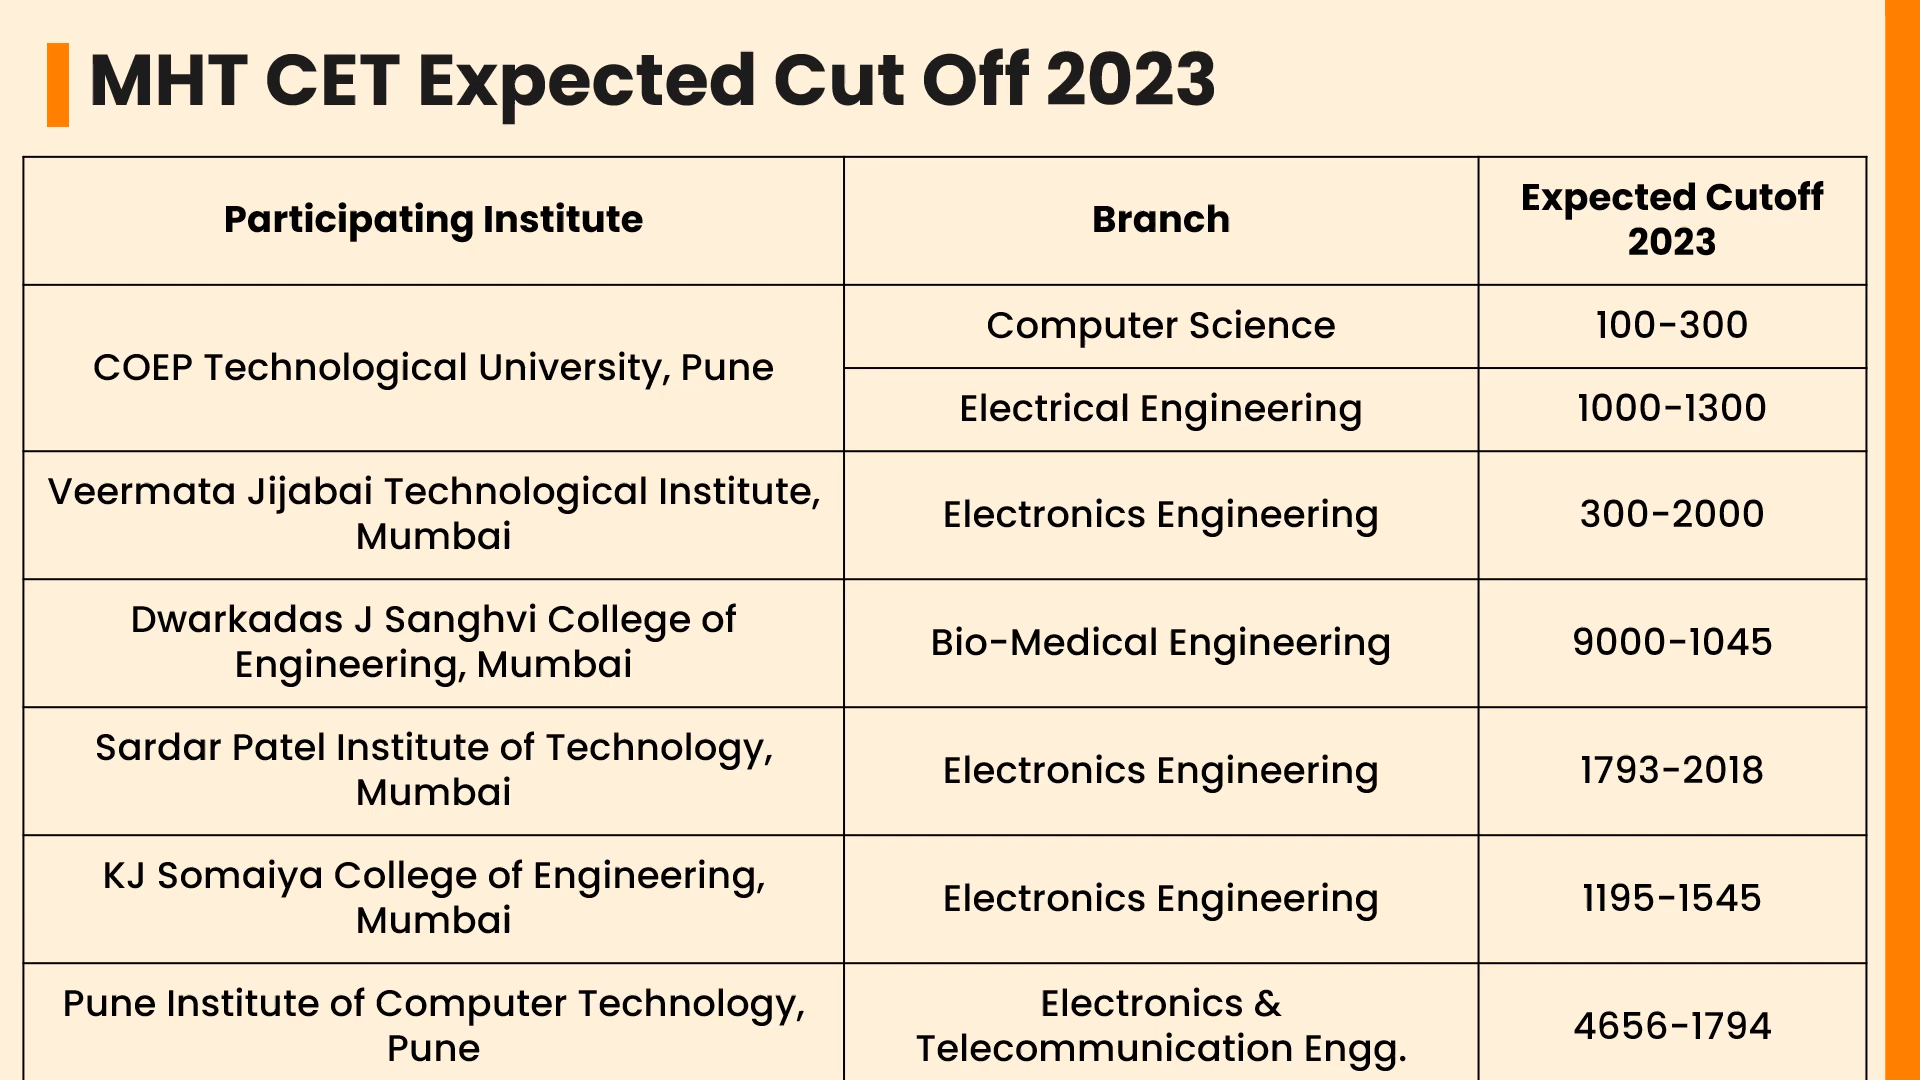 MHT CET Expected Cut Off 2023
Participating Institute
Branch
Expected Cutoff
2023
COEP Technological University, Pune
Computer Science
100-300
Electrical Engineering
1000-1300
Veermata Jijabai Technological Institute,
Mumbai
Electronics Engineering
300-2000
Dwarkadas J Sanghvi College of
Engineering, Mumbai
Bio-Medical Engineering
9000-1045
Sardar Patel Institute of Technology,
Mumbai
Electronics Engineering
1793-2018
KJ Somaiya College of Engineering,
Mumbai
Electronics Engineering
1195-1545
Pune Institute of Computer Technology,
Pune
Electronics &
Telecommunication Engg.
4656-1794